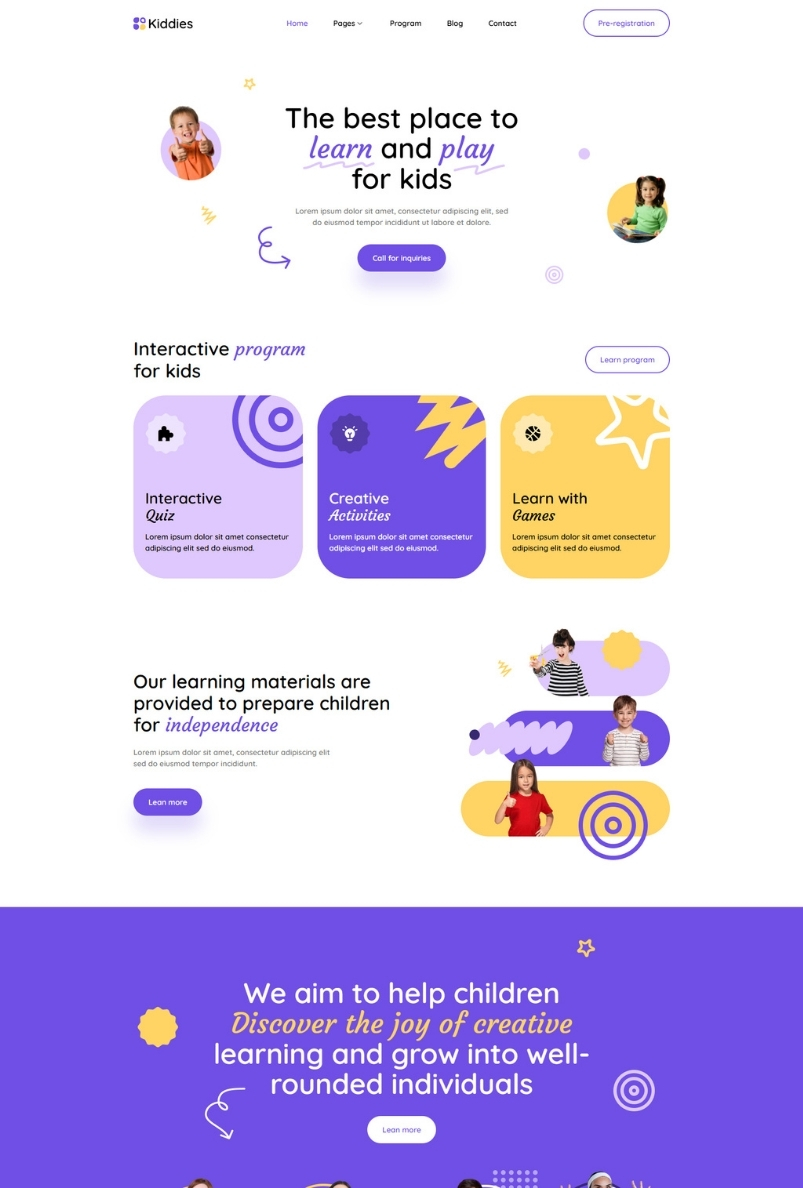 Kiddies
Home
Pages
Program
Blog
Contact
Pre-registration
The best place to
learn and play
for kids
Lorem ipsum dolor sit amet, consectetur adipiscing elit, sed
do eiusmod tempor incididunt ut labore et dolore.
Call for inquiries
Interactive program
for kids
Learn program
Interactive
Quiz
Lorem ipsum dolor sit amet consectetur
adipiscing elit sed do eiusmod.
Creative
Activities
Lorem ipsum dolor sit amet consectetur
adipiscing elit sed do eiusmod.
Learn with
Games
Lorem ipsum dolor sit amet consectetur
adipiscing elit sed do eiusmod.
Our learning materials are
provided to prepare children
for independence
Lorem ipsum dolor sit amet, consectetur adipiscing elit
sed do eiusmod tempor incididunt.
Lean more
We aim to help children
Discover the joy of creative
learning and grow into well-
rounded individuals
Lean more